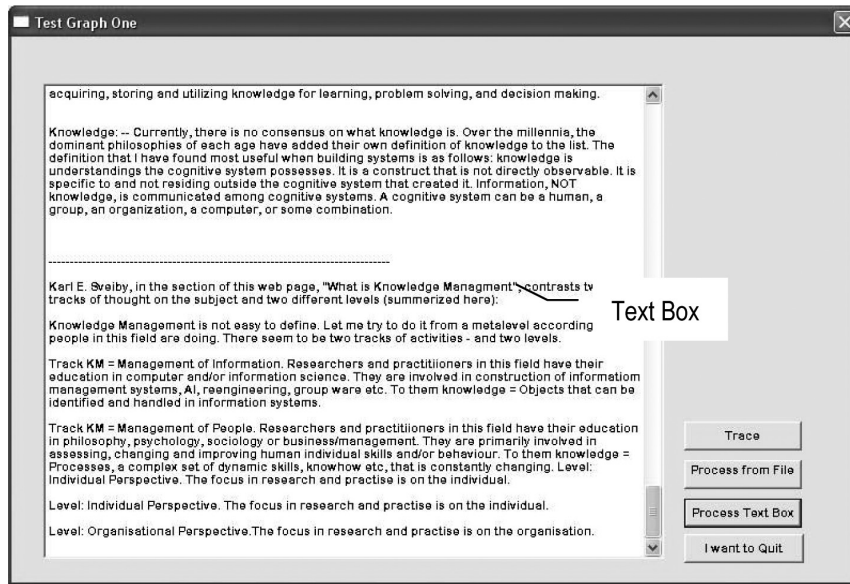 Test Graph One
acquiring, storing and utilizing knowledge for learning, problem solving, and decision making.
Knowledge: -- Currently, there is no consensus on what knowledge is. Over the millennia, the
dominant philosophies of each age have added their own definition of knowledge to the list. The
definition that I have found most useful when building systems is as follows: knowledge is
understandings the cognitive system possesses. It is a construct that is not directly observable. It is
specific to and not residing outside the cognitive system that created it. Information, NOT
knowledge, is communicated among cognitive systems. A cognitive system can be a human, a
group, an organization, a computer, or some combination.
--------------------------------------------------------------------------------
Karl E. Sveiby, in the section of this web page, "What is Knowledge Managment", contrasts
tracks of thought on the subject and two different levels (summerized here):
Knowledge Management is not easy to define. Let me try to do it from a metalevel according
people in this field are doing. There seem to be two tracks of activities - and two levels.
Track KM = Management of Information. Researchers and practitiioners in this field have their
education in computer and/or information science. They are involved in construction of informatiom
management systems, AI, reengineering, group ware etc. To them knowledge = Objects that can be
identified and handled in information systems.
Track KM = Management of People. Researchers and practitiioners in this field have their education
in philosophy, psychology, sociology or business/management. They are primarily involved in
assessing, changing and improving human individual skills and/or behaviour. To them knowledge =
Processes, a complex set of dynamic skills, knowhow etc, that is constantly changing. Level:
Individual Perspective. The focus in research and practise is on the individual.
Level: Individual Perspective. The focus in research and practise is on the individual.
Level: Organisational Perspective.The focus in research and practise is on the organisation.
Text Box
Trace
Process from File
Process Text Box
I want to Quit